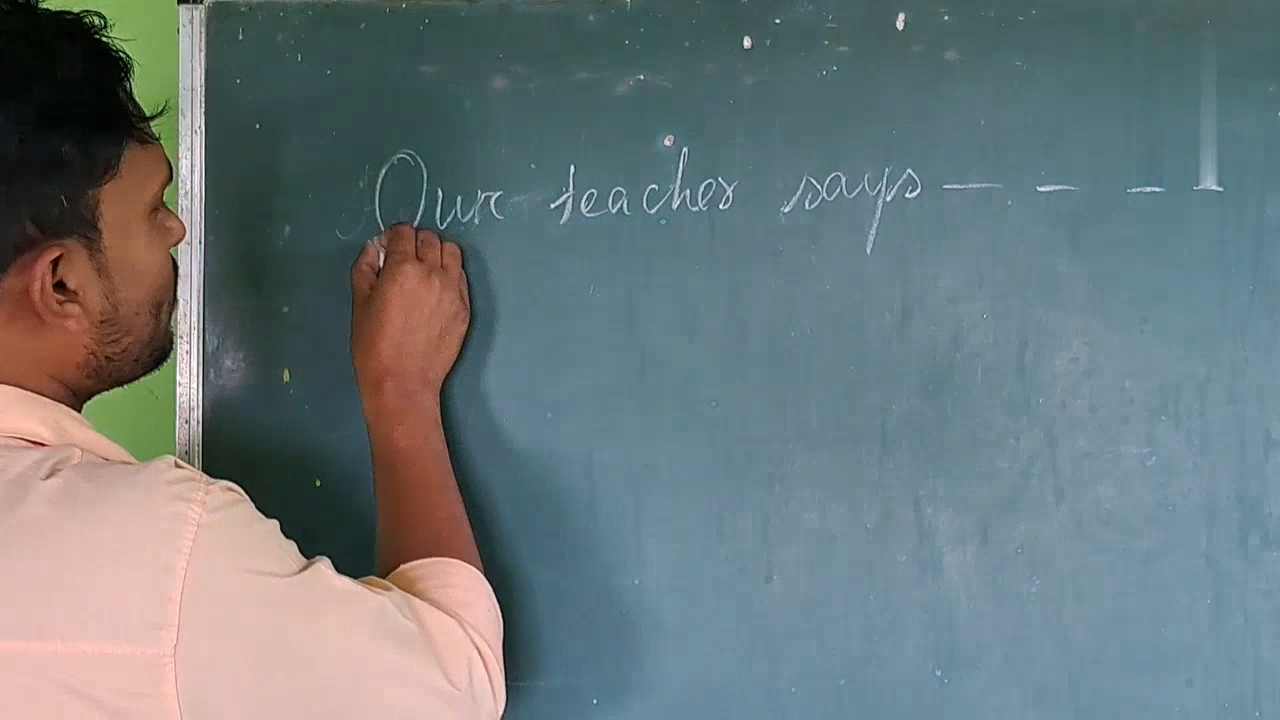 Our teacher says — — — —